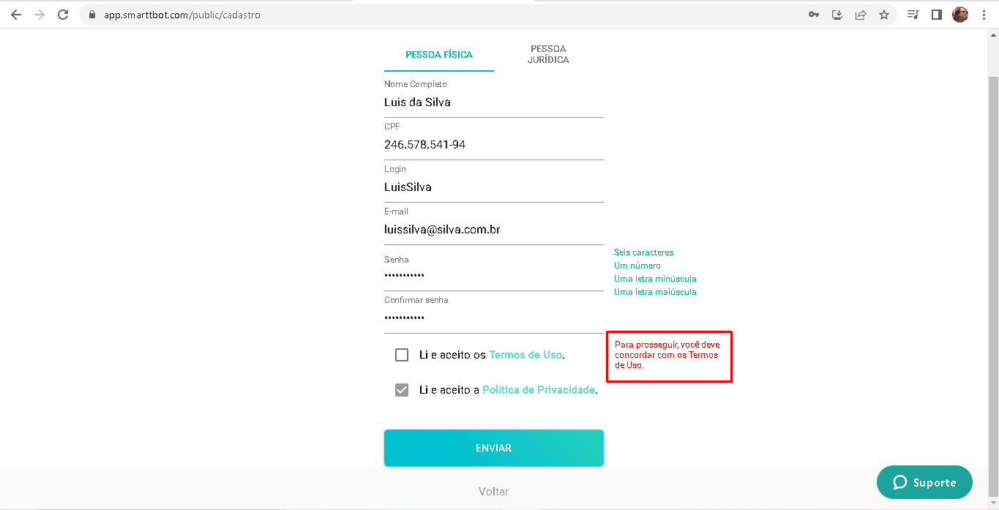 app.smarttbot.com/public/cadastro
PESSOA FÍSICA
PESSOA
JURÍDICA
Nome Completo
Luis da Silva
CPF
246.578.541-94
Login
LuisSilva
E-mail
luissilva@silva.com.br
Senha
•••••••••••
Seis caracteres
Um número
Uma letra minúscula
Uma letra maiúscula
Confirmar senha
•••••••••••
Li e aceito os Termos de Uso.
Para prosseguir, você deve
concordar com os Termos
de Uso.
Li e aceito a Política de Privacidade.
ENVIAR
Voltar
Suporte